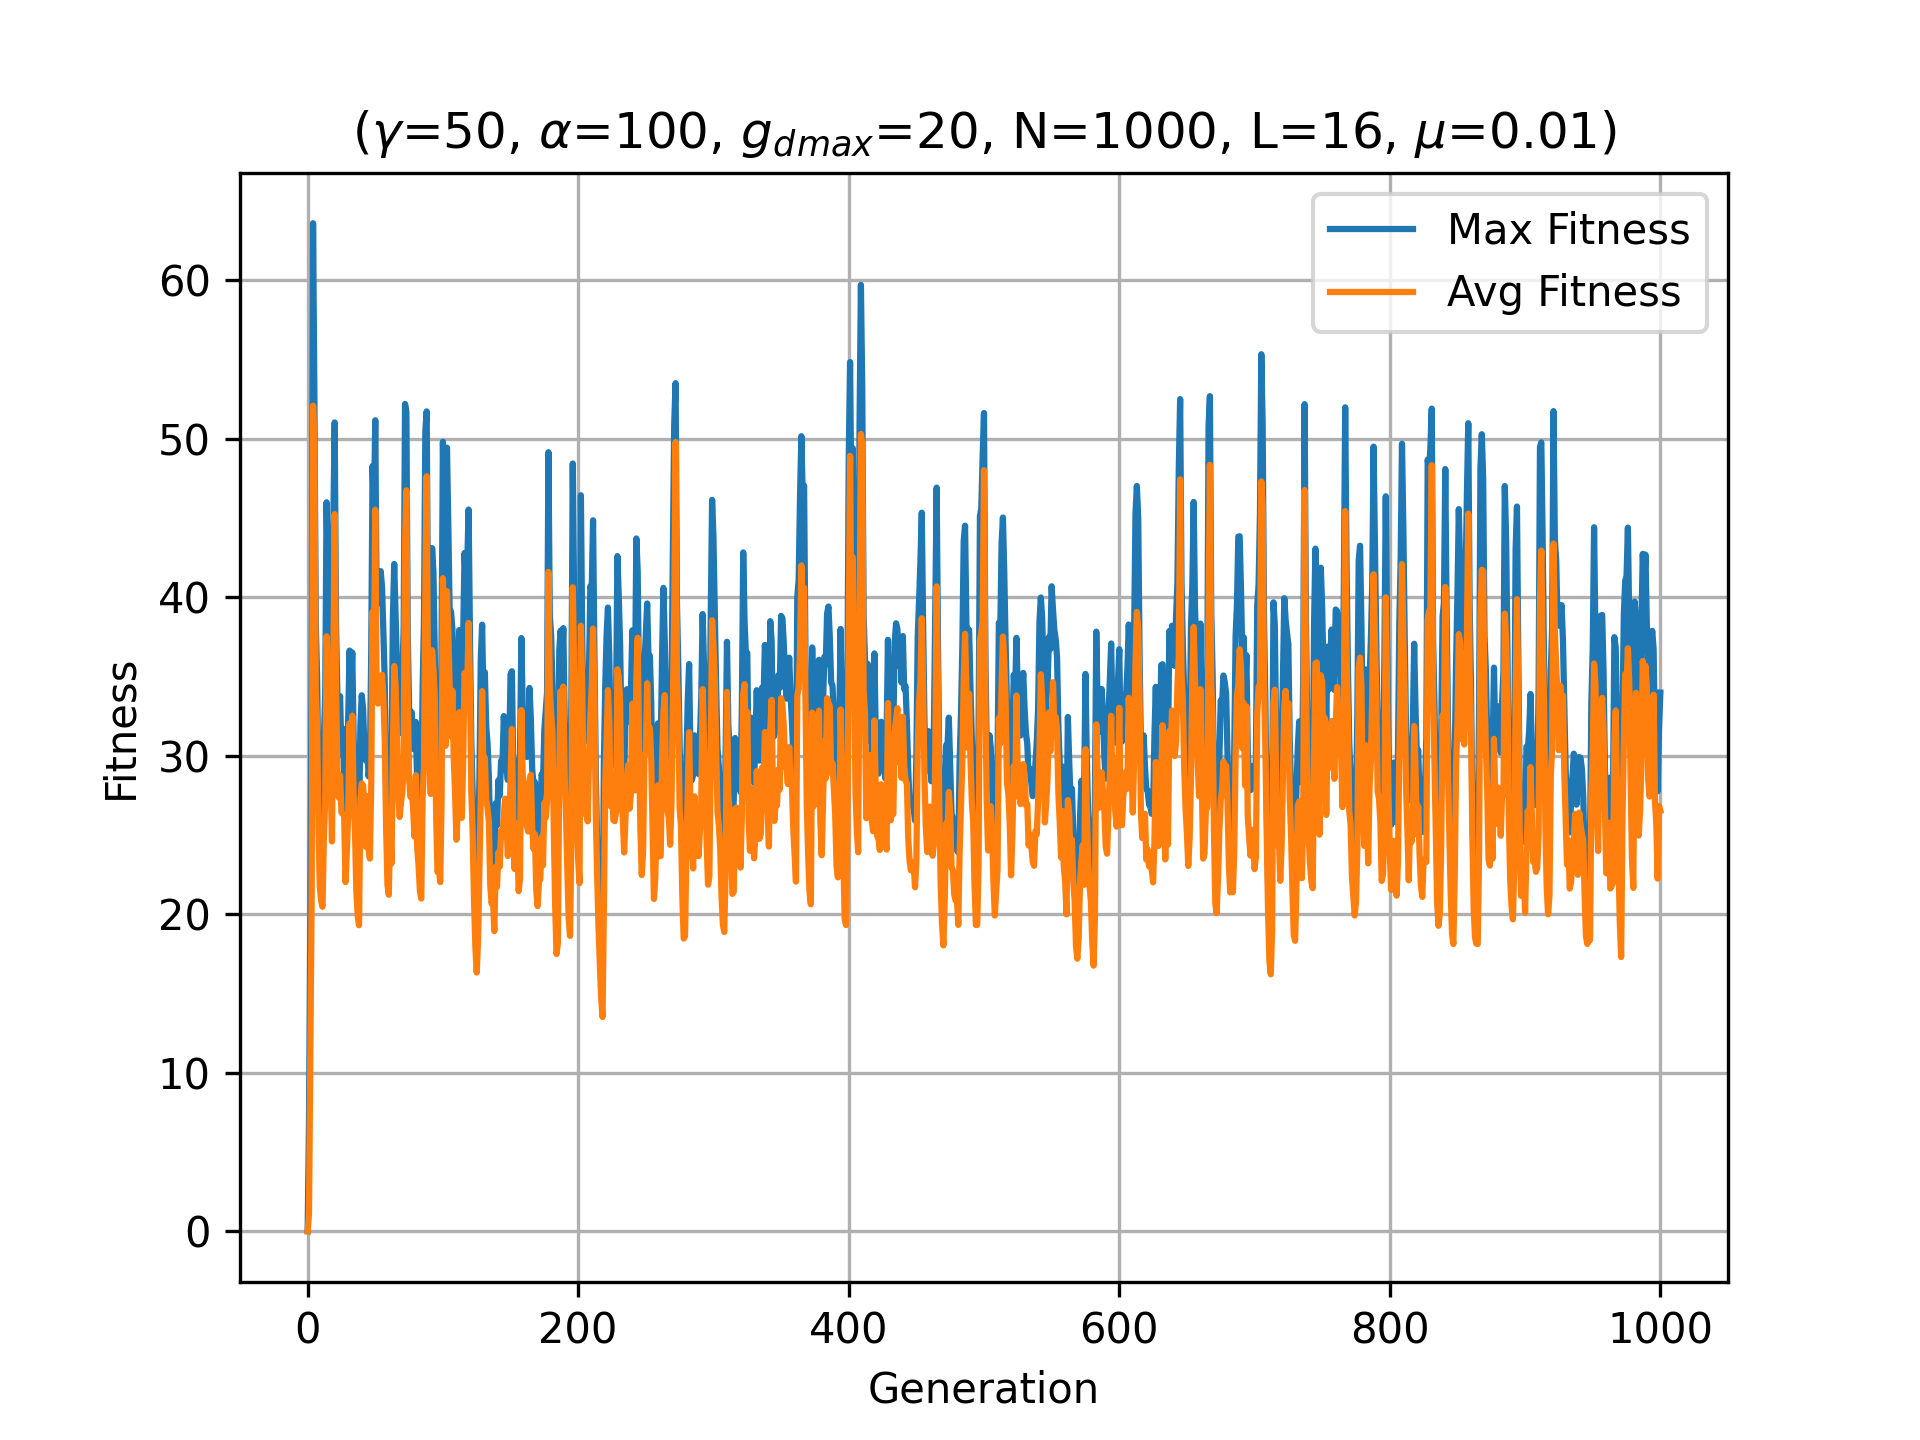 (γ=50, α=100, g_dmax=20, N=1000, L=16, μ=0.01)
Max Fitness
Avg Fitness
Fitness
60
50
40
30
20
10
0
0 200 400 600 800 1000
Generation